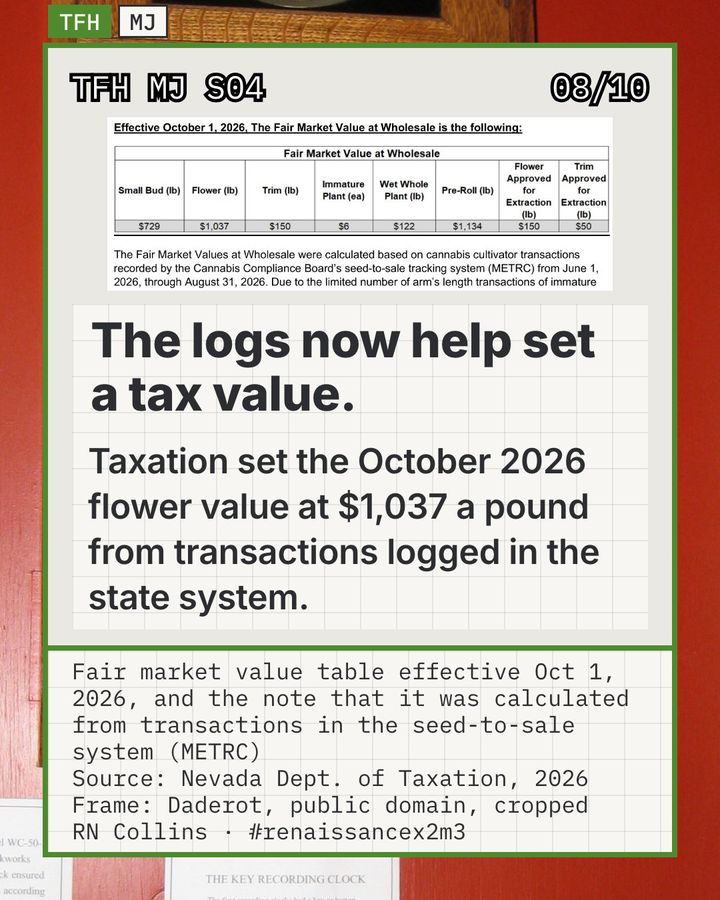 TFH MJ
TFH MJ S04 08/10
Effective October 1, 2026, The Fair Market Value at Wholesale is the following:
Fair Market Value at Wholesale
Small Bud (lb) Flower (lb) Trim (lb) Immature Plant (ea) Wet Whole Plant (lb) Pre-Roll (lb) Flower Approved for Extraction (lb) Trim Approved for Extraction (lb)
$729 $1,037 $150 $6 $122 $1,134 $150 $50
The Fair Market Values at Wholesale were calculated based on cannabis cultivator transactions
recorded by the Cannabis Compliance Board's seed-to-sale tracking system (METRC) from June 1,
2026, through August 31, 2026. Due to the limited number of arm's length transactions of immature
The logs now help set
a tax value.
Taxation set the October 2026
flower value at $1,037 a pound
from transactions logged in the
state system.
Fair market value table effective Oct 1,
2026, and the note that it was calculated
from transactions in the seed-to-sale
system (METRC)
Source: Nevada Dept. of Taxation, 2026
Frame: Daderot, public domain, cropped
RN Collins · #renaissancex2m3
WC-50-
ensured
according
THE KEY RECORDING CLOCK